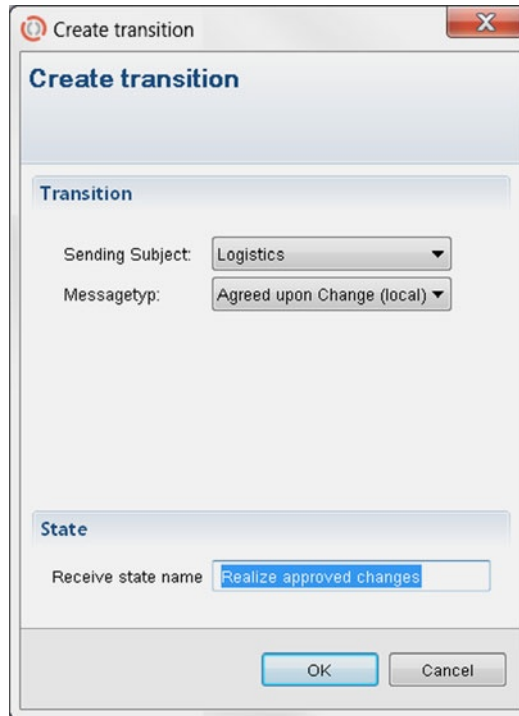 Create transition
X
Create transition
Transition
Sending Subject: Logistics
Messagetyp: Agreed upon Change (local)
State
Receive state name Realize approved changes
OK Cancel